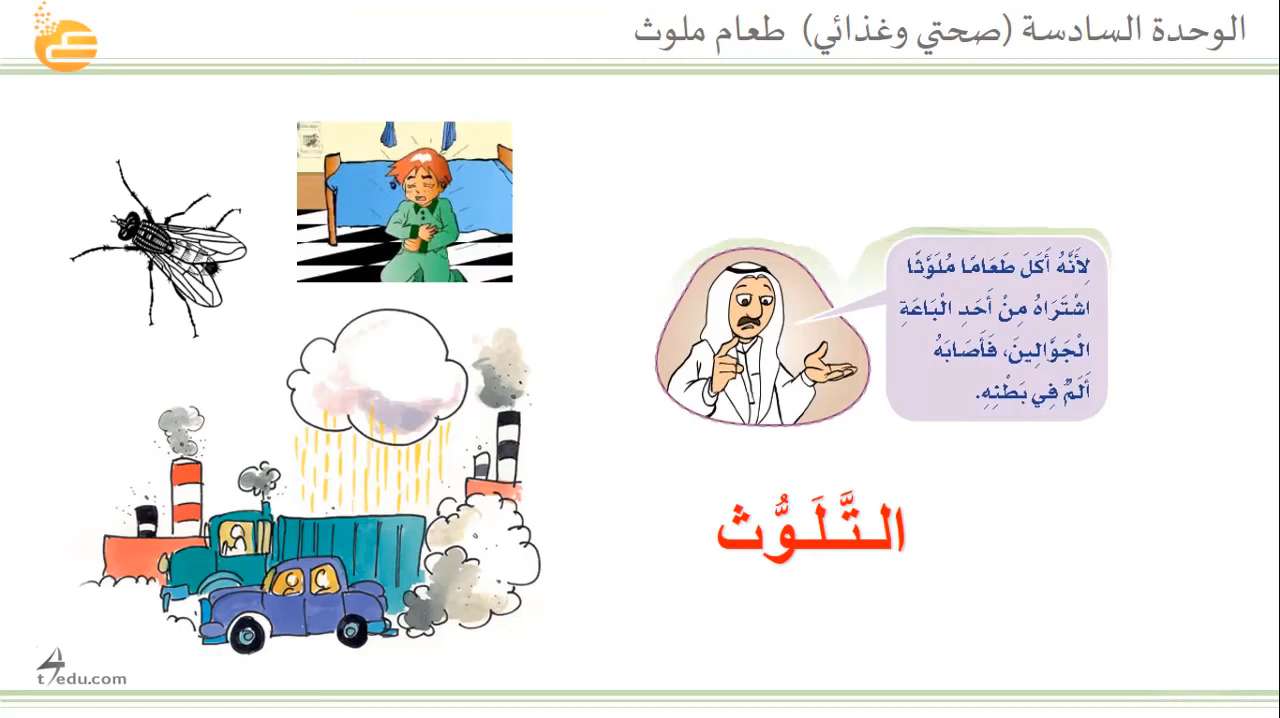 الوحدة السادسة (صحتي وغذائي) طعام ملوث
لِأَنَّهُ أَكَلَ طَعَامًا مُلَوَّثًا
اشْتَرَاهُ مِنْ أَحَدِ الْبَاعَةِ
الْجَوَّالِينَ، فَأَصَابَهُ
أَلَمٌ فِي بَطْنِهِ.
التَّلَوُّث
t4edu.com